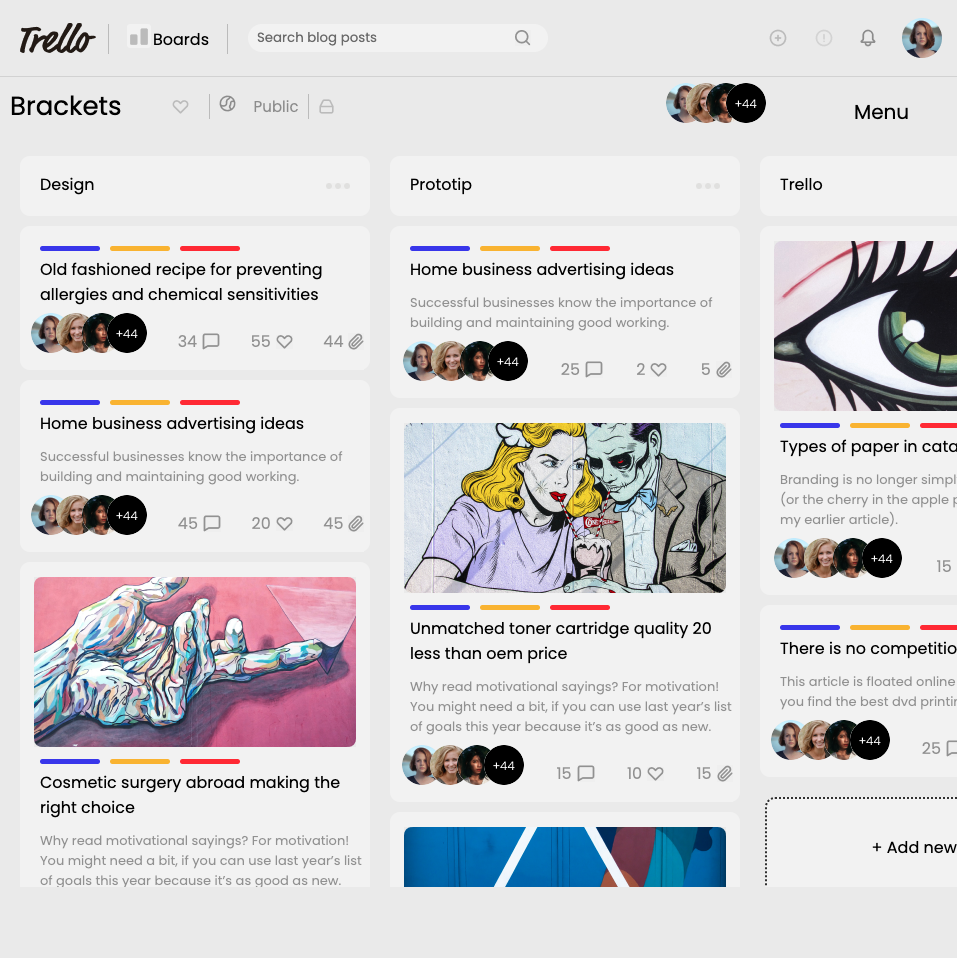 Trello
Boards
Search blog posts
Brackets
Public
+44
Menu
Design
Old fashioned recipe for preventing
allergies and chemical sensitivities
+44
34
55
44
Home business advertising ideas
Successful businesses know the importance of
building and maintaining good working.
+44
45
20
45
Cosmetic surgery abroad making the
right choice
Why read motivational sayings? For motivation!
You might need a bit, if you can use last year’s list
of goals this year because it’s as good as new.
Prototip
Home business advertising ideas
Successful businesses know the importance of
building and maintaining good working.
+44
25
2
5
Unmatched toner cartridge quality 20
less than oem price
Why read motivational sayings? For motivation!
You might need a bit, if you can use last year’s list
of goals this year because it’s as good as new.
+44
15
10
15
Trello
Types of paper in cata
Branding is no longer simpl
(or the cherry in the apple p
my earlier article).
+44
15
There is no competitio
This article is floated online
you find the best dvd printin
+44
25
+ Add new